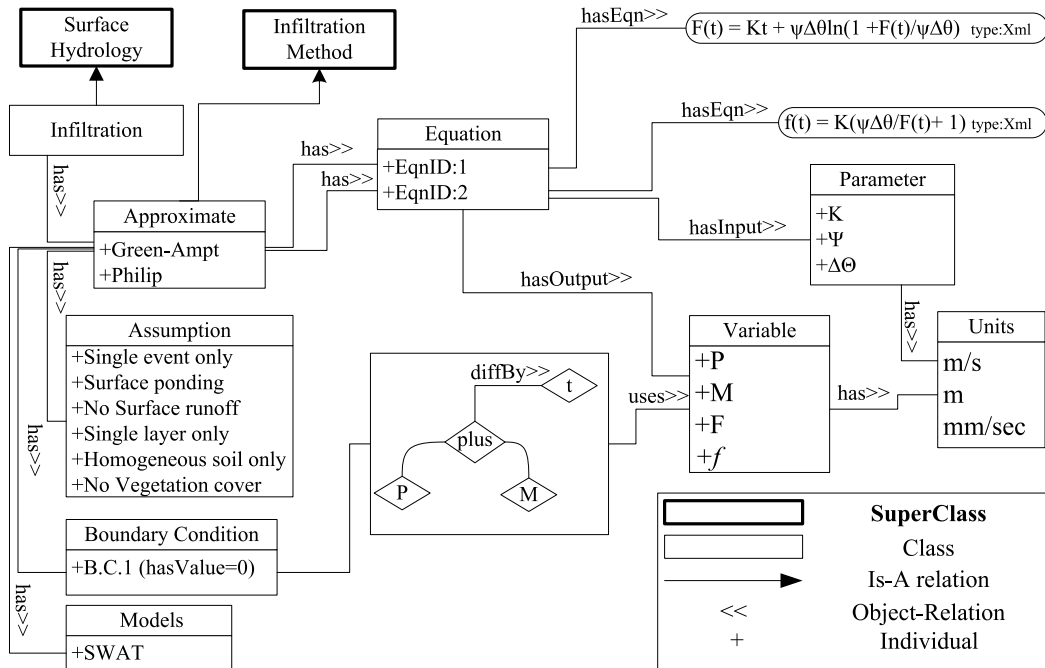 Surface
Hydrology
Infiltration
Method
hasEqn>>
F(t) = Kt + ψΔθln(1 +F(t)/ψΔθ) type:Xml
Infiltration
Equation
+EqnID:1
+EqnID:2
hasEqn>>
f(t) = K(ψΔθ/F(t)+ 1) type:Xml
has>>
has>>
has>>
Parameter
+K
+Ψ
+ΔΘ
hasInput>>
Approximate
+Green-Ampt
+Philip
hasOutput>>
has>>
has>>
Assumption
+Single event only
+Surface ponding
+No Surface runoff
+Single layer only
+Homogeneous soil only
+No Vegetation cover
diffBy>>
t
plus
P
M
uses>>
Variable
+P
+M
+F
+f
has>>
Units
m/s
m
mm/sec
has>>
Boundary Condition
+B.C.1 (hasValue=0)
has>>
Models
+SWAT
SuperClass
Class
Is-A relation
<< Object-Relation
+ Individual